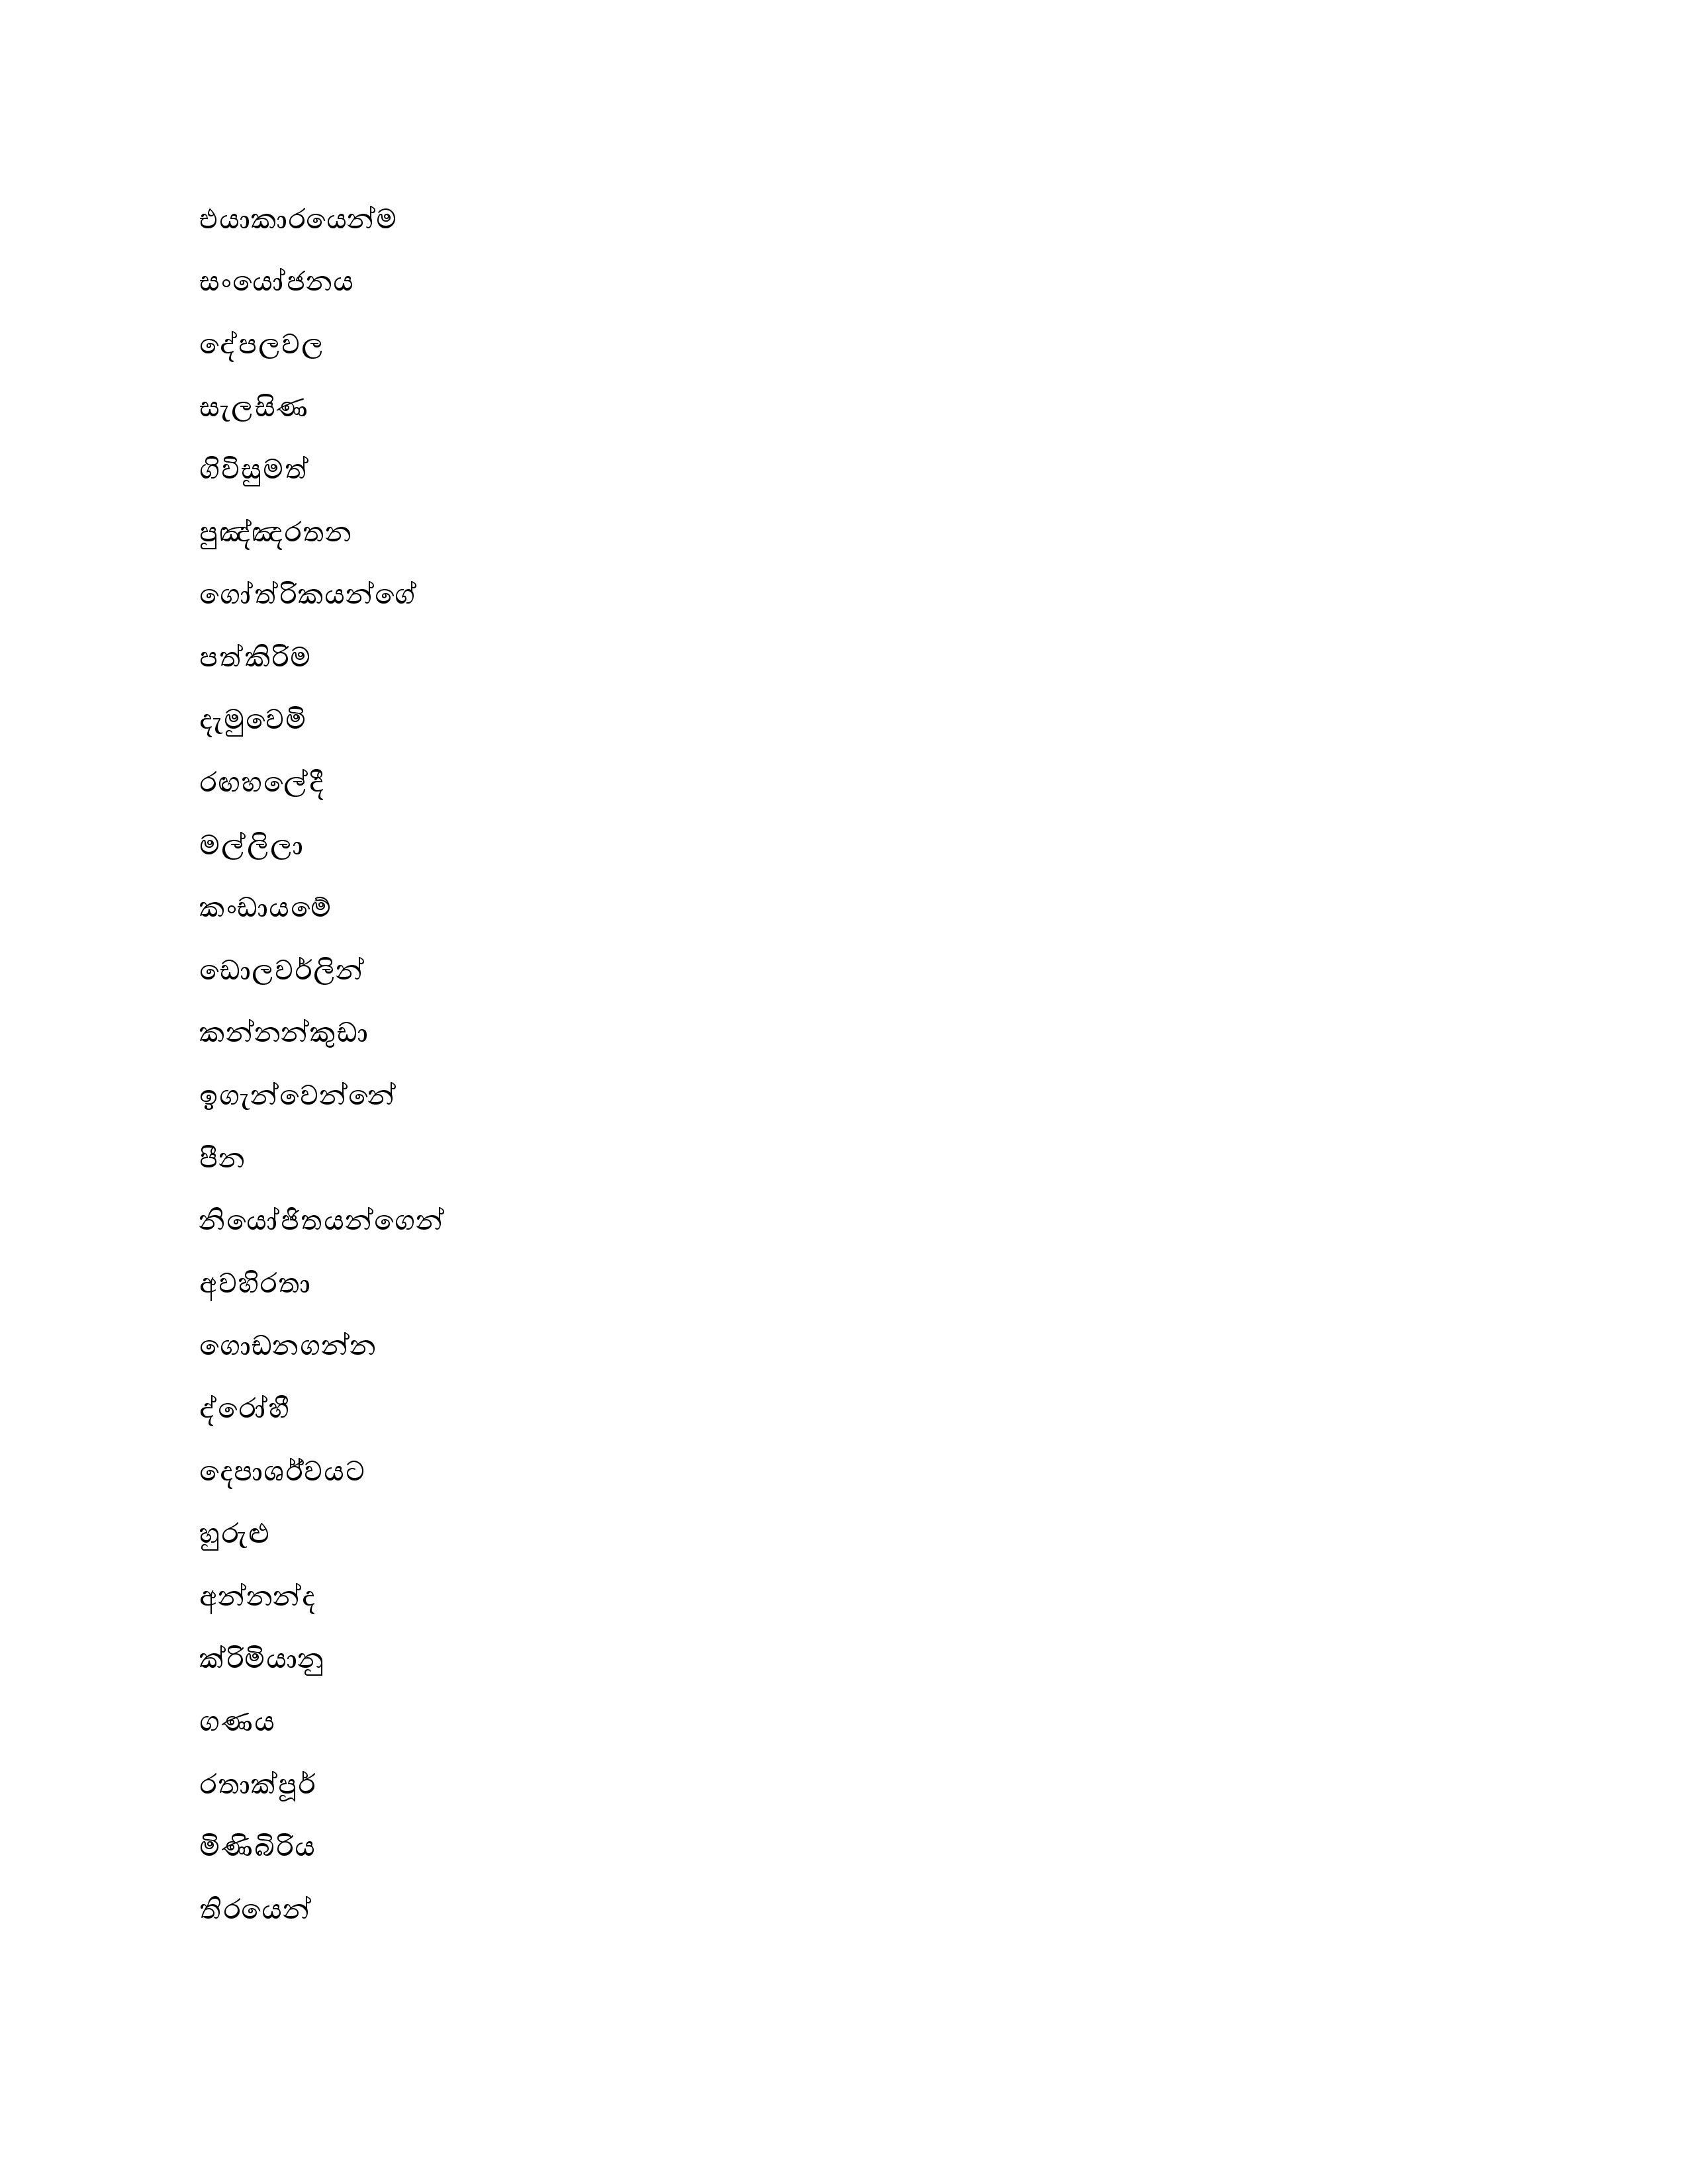 එයාකාරයෙන්ම
සංයෝජනය
දේපලවල
සැලසිණ
ගිවිසුමත්
පුඤ්ඤරතන
ගෝත්රිකයන්ගේ
පත්කිරිම
දැමුවෙමි
රඟහලේදී
මල්ලිලා
කංඩායමේ
ඩොලවර්ලින්
කන්නන්කුඩා
ඉගැන්වෙන්නේ
පීන
නියෝජිතයන්ගෙන්
අවහිරතා
ගොඩනගන්න
ද්රෝහී
දෙපාර්ශ්වයට
හුරුළු
අන්නන්ද
ක්රිමියානු
ගණය
රතාක්පූර්
මිණිබිරිය
තිරයෙන්